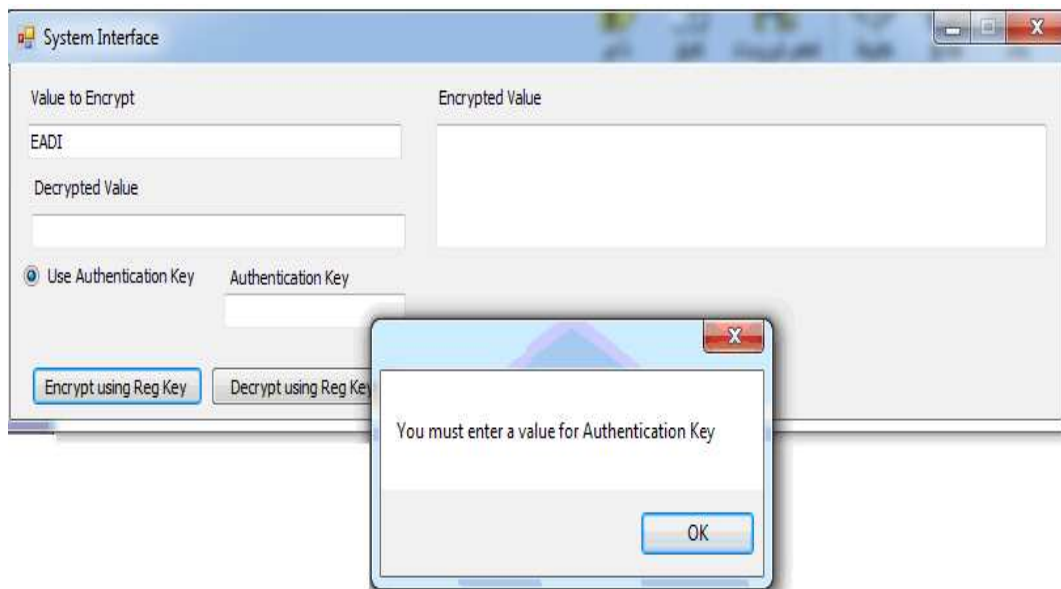 System Interface
Value to Encrypt
Encrypted Value
EADI
Decrypted Value
Use Authentication Key
Authentication Key
Encrypt using Reg Key
Decrypt using Reg Key
You must enter a value for Authentication Key
OK